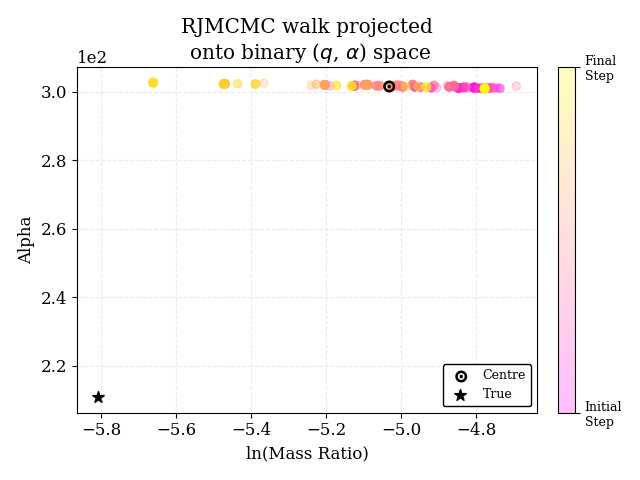 RJMCMC walk projected
onto binary (q, α) space
1e2
3.0
2.8
2.6
2.4
2.2
Alpha
−5.8
−5.6
−5.4
−5.2
−5.0
−4.8
ln(Mass Ratio)
Centre
True
Final
Step
Initial
Step